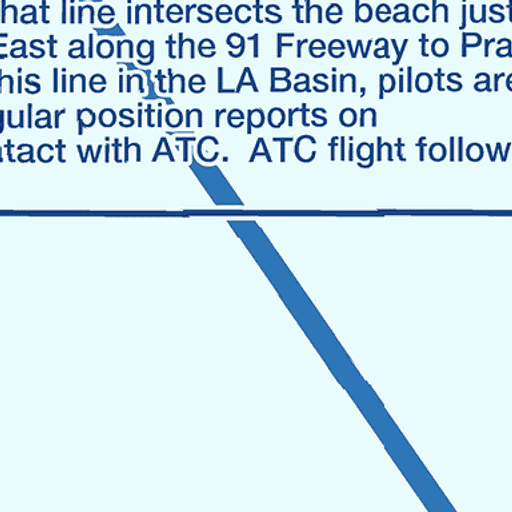 hat line intersects the beach just
East along the 91 Freeway to Pra
his line in the LA Basin, pilots are
gular position reports on
tact with ATC.  ATC flight follow